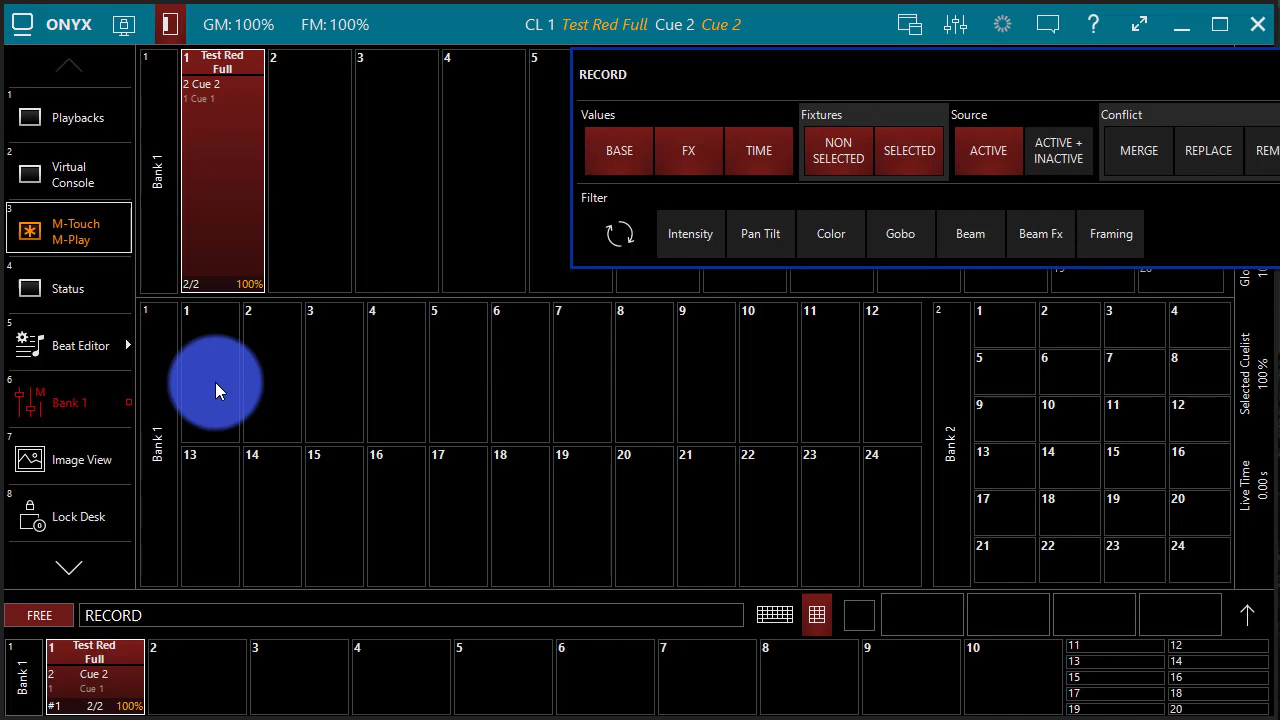 ONYX GM: 100% FM: 100% CL 1 Test Red Full Cue 2 Cue 2 ?
1
Playbacks
2
Virtual
Console
3
M-Touch
M-Play
4
Status
5
Beat Editor
6
M
Bank 1
7
Image View
8
Lock Desk
1
Bank 1
1 Test Red
Full
2 Cue 2
1 Cue 1
2/2 100%
2 3 4 5
RECORD
Values
BASE FX TIME
Fixtures
NON
SELECTED
SELECTED
Source
ACTIVE
ACTIVE +
INACTIVE
Conflict
MERGE REPLACE REM
Filter
Intensity Pan Tilt Color Gobo Beam Beam Fx Framing
1
Bank 1
1 2 3 4 5 6 7 8 9 10 11 12
13 14 15 16 17 18 19 20 21 22 23 24
2
Bank 2
1 2 3 4
5 6 7 8
9 10 11 12
13 14 15 16
17 18 19 20
21 22 23 24
Selected Cuelist
100 %
Live Time
0.00 s
FREE RECORD
1
Bank 1
1 Test Red
Full
2 Cue 2
1 Cue 1
#1 2/2 100%
2 3 4 5 6 7 8 9 10
11 12
13 14
15 16
17 18
19 20